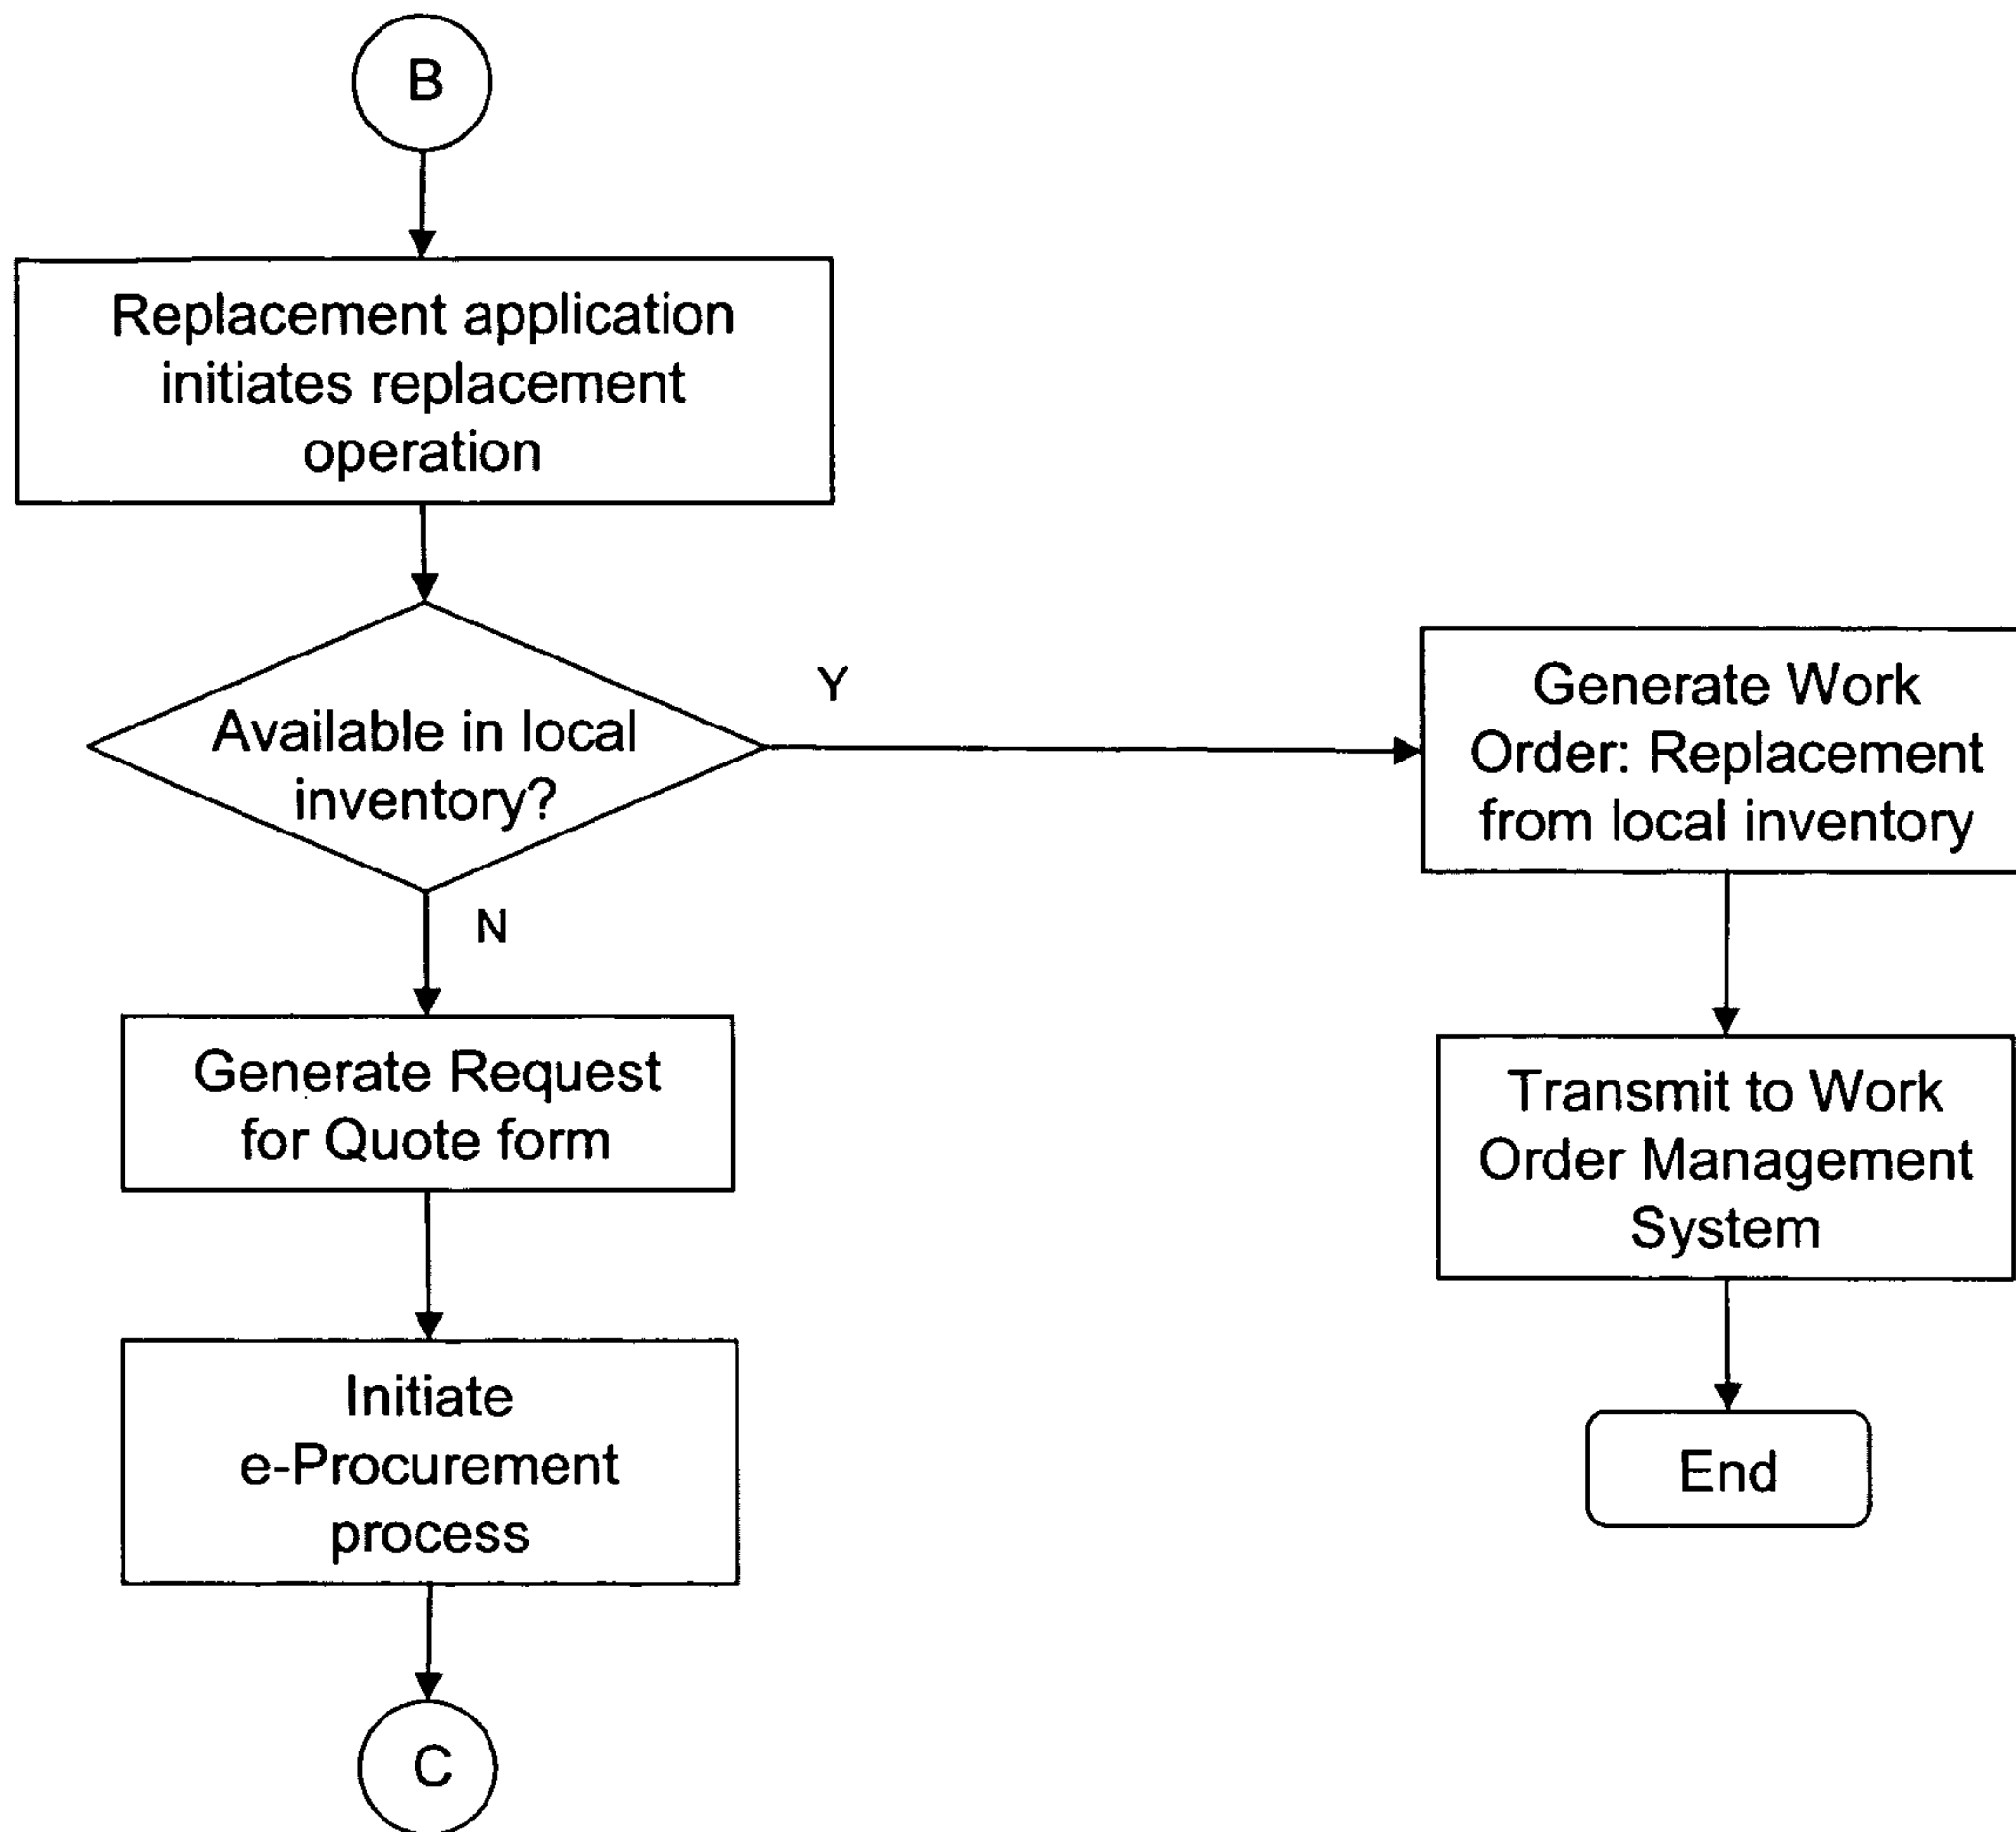 B
Replacement application
initiates replacement
operation
Available in local
inventory?
Y
N
Generate Work
Order: Replacement
from local inventory
Generate Request
for Quote form
Transmit to Work
Order Management
System
Initiate
e-Procurement
process
End
C